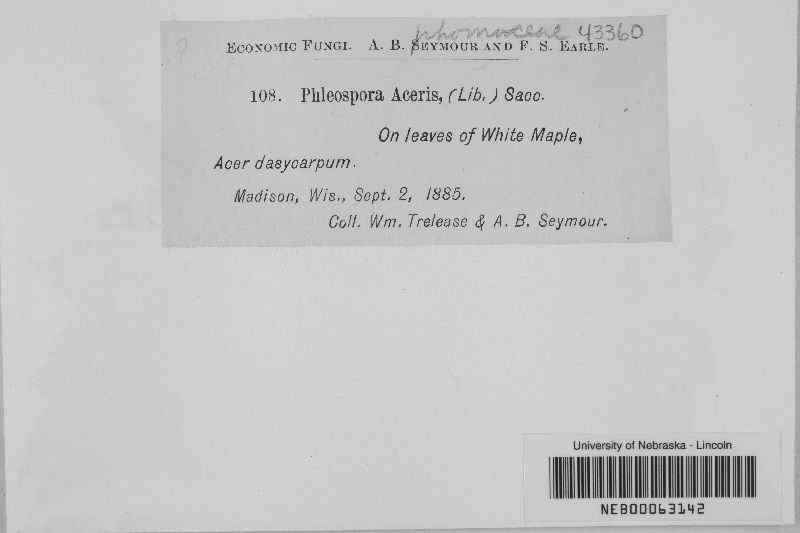 phomaceae 43360
Economic Fungi. A. B. Seymour and F. S. Earle.
108. Phleospora Aceris, (Lib.) Sacc.
On leaves of White Maple,
Acer dasycarpum.
Madison, Wis., Sept. 2, 1885.
Coll. Wm. Trelease & A. B. Seymour.
University of Nebraska - Lincoln
NEB00063142